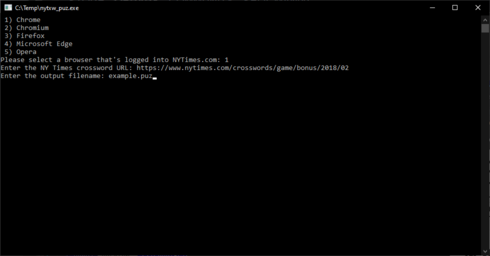 C:\Temp\nytxw_puz.exe
1) Chrome
2) Chromium
3) Firefox
4) Microsoft Edge
5) Opera
Please select a browser that's logged into NYTimes.com: 1
Enter the NY Times crossword URL: https://www.nytimes.com/crosswords/game/bonus/2018/02
Enter the output filename: example.puz